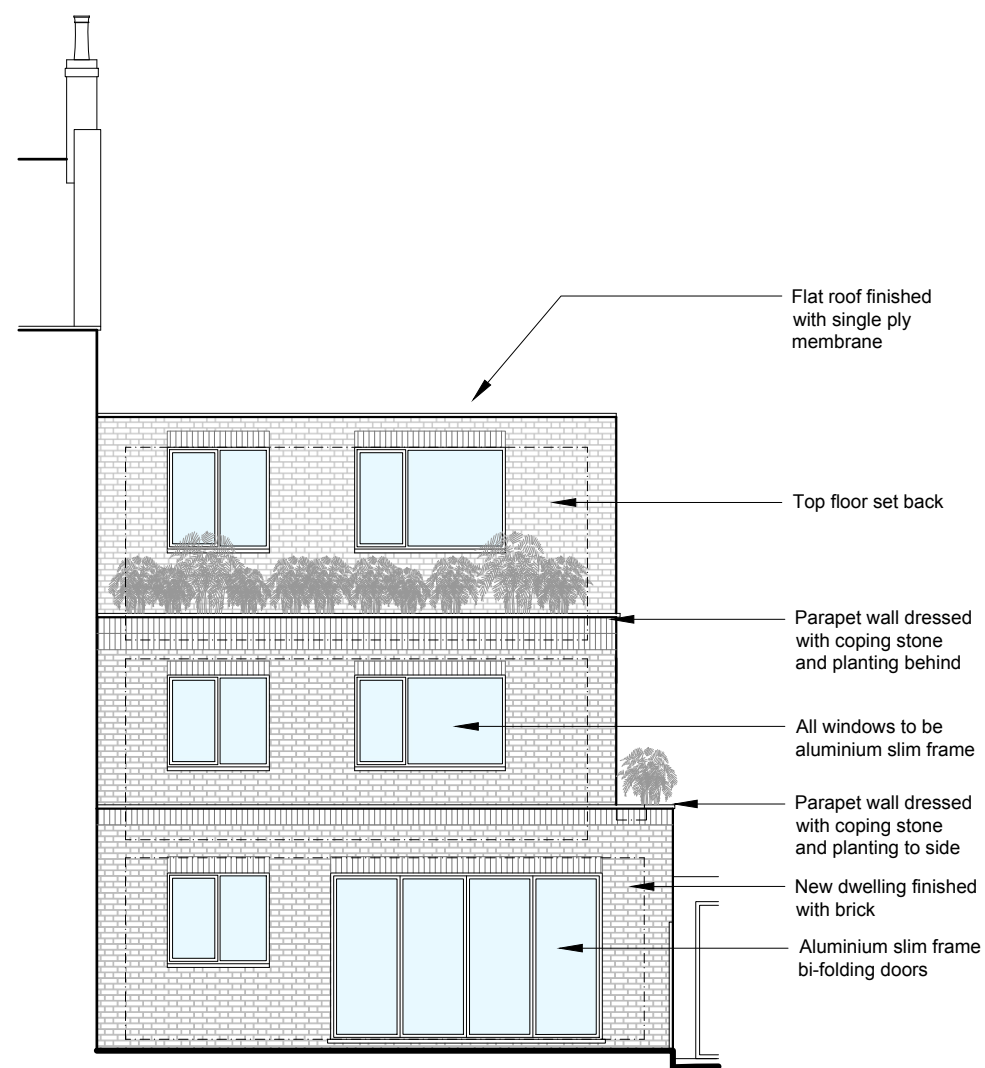 Flat roof finished
with single ply
membrane
Top floor set back
Parapet wall dressed
with coping stone
and planting behind
All windows to be
aluminium slim frame
Parapet wall dressed
with coping stone
and planting to side
New dwelling finished
with brick
Aluminium slim frame
bi-folding doors